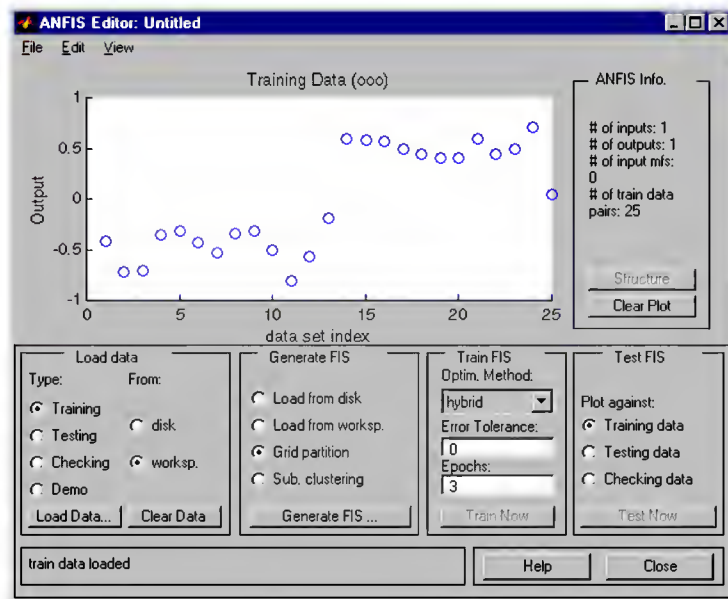 ANFIS Editor: Untitled
File Edit View
Training Data (ooo)
1
0.5
0
-0.5
-1
Output
0 5 10 15 20 25
data set index
ANFIS Info.
# of inputs: 1
# of outputs: 1
# of input mfs:
0
# of train data
pairs: 25
Structure
Clear Plot
Load data
Type: From:
Training
Testing
Checking
Demo
disk
worksp.
Load Data... Clear Data
Generate FIS
Load from disk
Load from worksp.
Grid partition
Sub. clustering
Generate FIS ...
Train FIS
Optim. Method:
hybrid
Error Tolerance:
0
Epochs:
3
Train Now
Test FIS
Plot against:
Training data
Testing data
Checking data
Test Now
train data loaded
Help Close